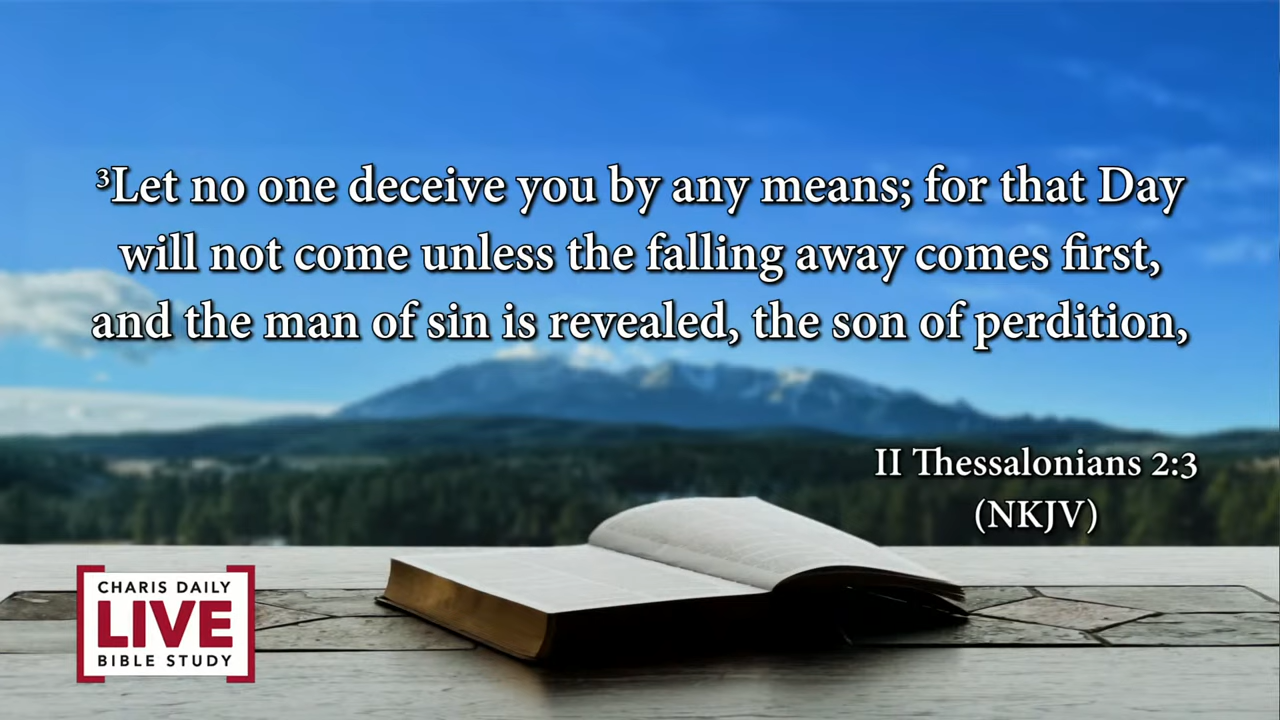 ³Let no one deceive you by any means; for that Day
will not come unless the falling away comes first,
and the man of sin is revealed, the son of perdition,
II Thessalonians 2:3
(NKJV)
CHARIS DAILY
LIVE
BIBLE STUDY